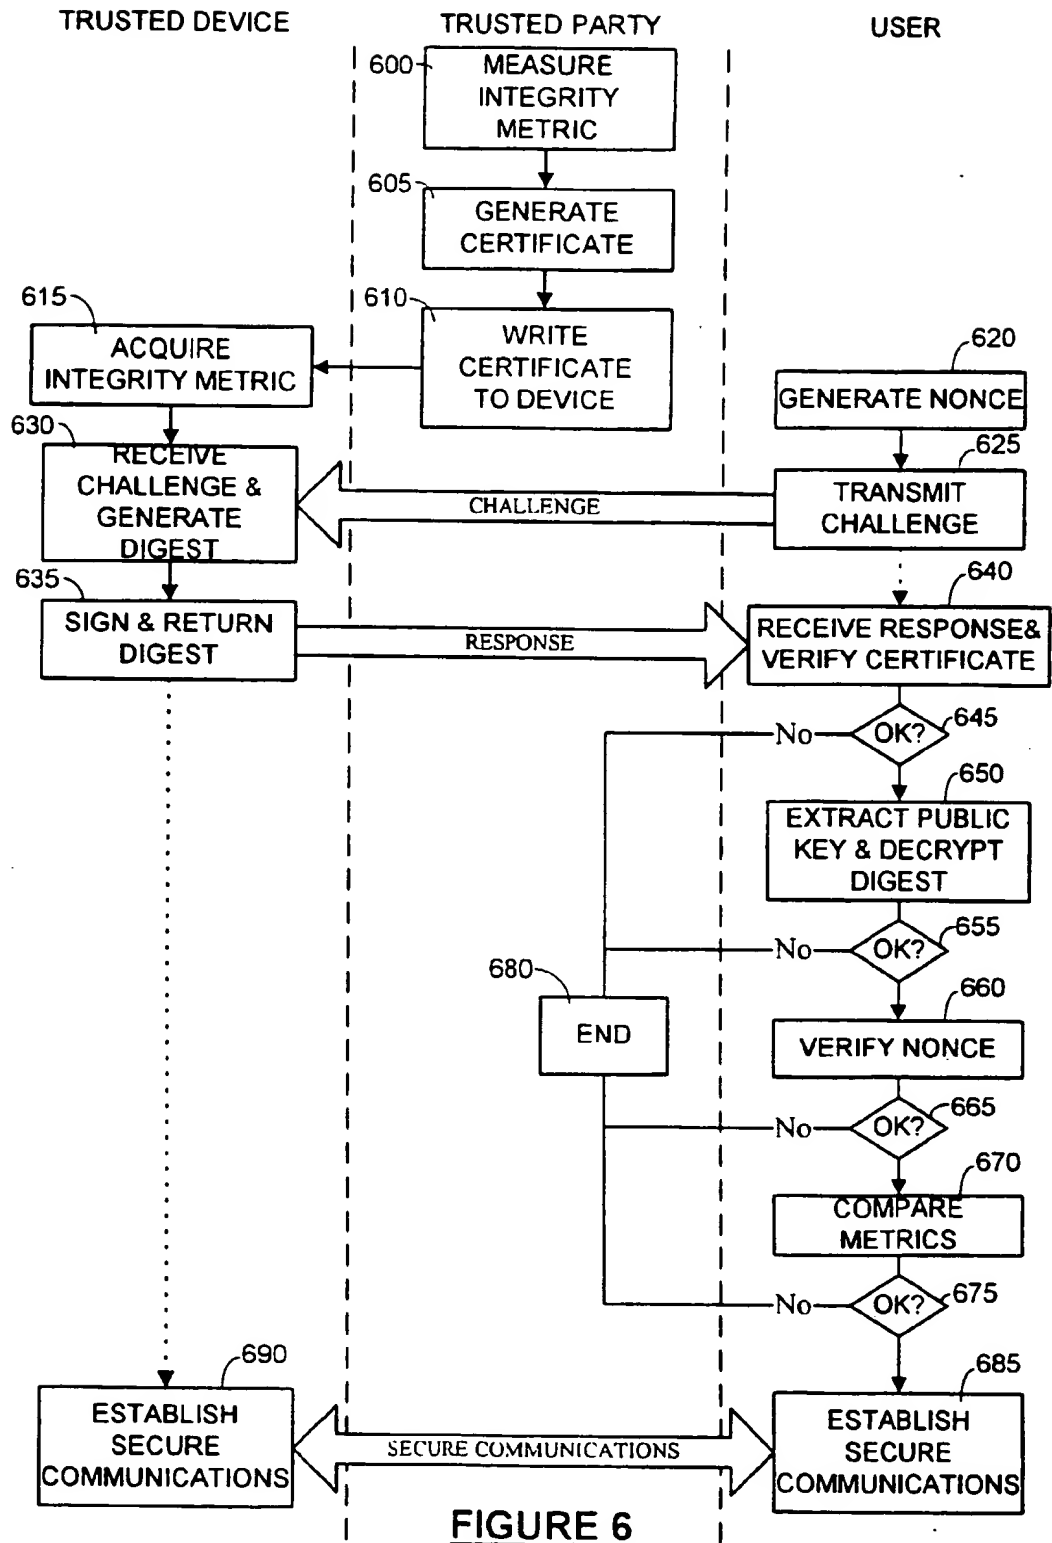 TRUSTED DEVICE
TRUSTED PARTY
USER
600
MEASURE
INTEGRITY
METRIC
605
GENERATE
CERTIFICATE
610
WRITE
CERTIFICATE
TO DEVICE
615
ACQUIRE
INTEGRITY METRIC
620
GENERATE NONCE
625
TRANSMIT
CHALLENGE
CHALLENGE
630
RECEIVE
CHALLENGE &
GENERATE
DIGEST
635
SIGN & RETURN
DIGEST
RESPONSE
640
RECEIVE RESPONSE&
VERIFY CERTIFICATE
645
OK?
No
650
EXTRACT PUBLIC
KEY & DECRYPT
DIGEST
655
OK?
No
680
END
660
VERIFY NONCE
665
OK?
No
670
COMPARE
METRICS
675
OK?
No
690
ESTABLISH
SECURE
COMMUNICATIONS
SECURE COMMUNICATIONS
685
ESTABLISH
SECURE
COMMUNICATIONS
FIGURE 6